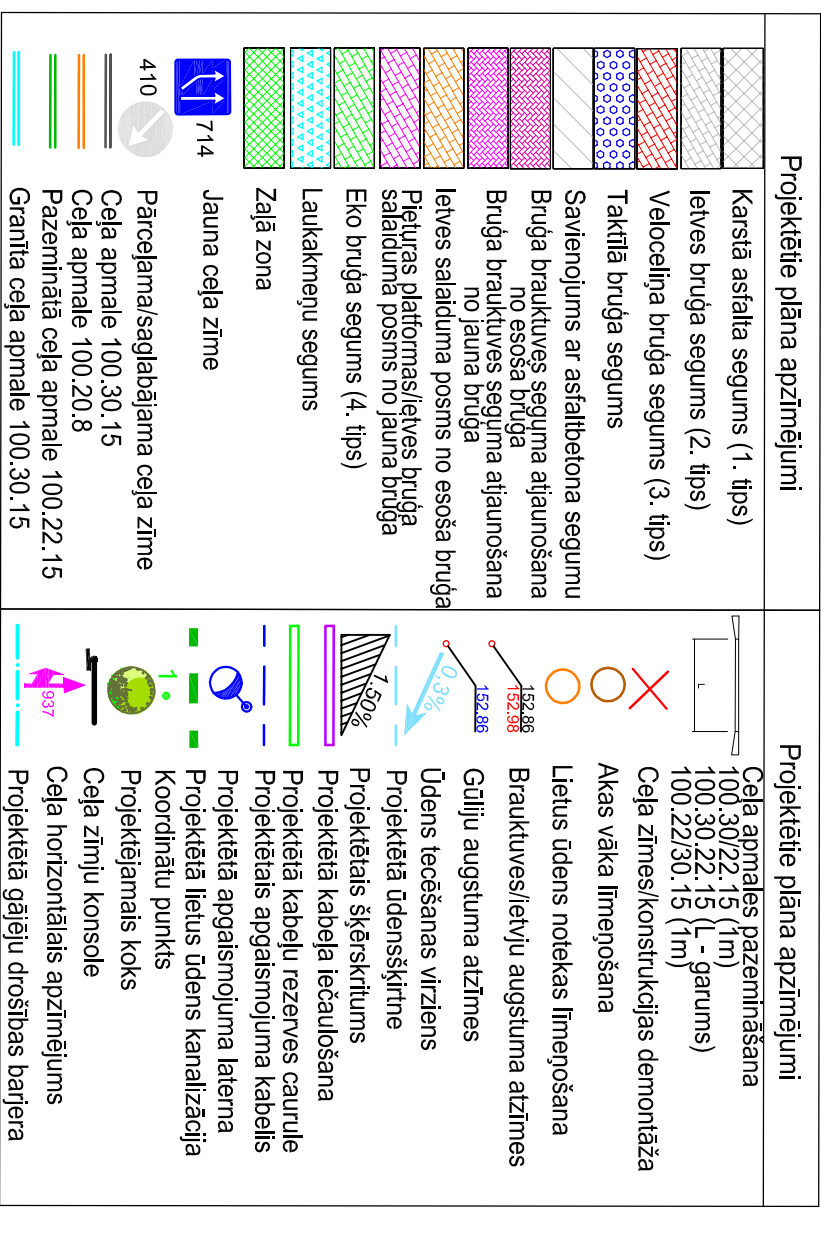 Projektētie plāna apzīmējumi
Karstā asfalta segums (1. tips)
Ietves bruģa segums (2. tips)
Veloceliņa bruģa segums (3. tips)
Taktīlā bruģa segums
Savienojums ar asfaltbetona segumu
Bruģa brauktuves seguma atjaunošana
no esoša bruģa
Bruģa brauktuves seguma atjaunošana
no jauna bruģa
Ietves salaiduma posms no esoša bruģa
Pieturas platformas/ietves bruģa
salaiduma posms no jauna bruģa
Eko bruģa segums (4. tips)
Laukakmeņu segums
Zaļā zona
714
Jauna ceļa zīme
410
Pārceļama/saglabājama ceļa zīme
Ceļa apmale 100.30.15
Ceļa apmale 100.20.8
Pazeminātā ceļa apmale 100.22.15
Granīta ceļa apmale 100.30.15
Projektētie plāna apzīmējumi
L
Ceļa apmales pazemināšana
100.30/22.15 (1m)
100.30.22.15 (L - garums)
100.22/30.15 (1m)
Ceļa zīmes/konstrukcijas demontāža
Akas vāka līmeņošana
Lietus ūdens notekas līmeņošana
152.86
152.98
Brauktuves/ietvju augstuma atzīmes
152.86
Gūliju augstuma atzīmes
0,3%
Ūdens tecēšanas virziens
Projektētā ūdensšķirtne
1.50%
Projektētais šķērskritums
Projektētā kabeļa iečaulošana
Projektētā kabeļu rezerves caurule
Projektētais apgaismojuma kabelis
Projektētā apgaismojuma laterna
Projektētā lietus ūdens kanalizācija
1.
Koordinātu punkts
Projektējamais koks
Ceļa zīmju konsole
937
Ceļa horizontālais apzīmējums
Projektētā gājēju drošības barjera